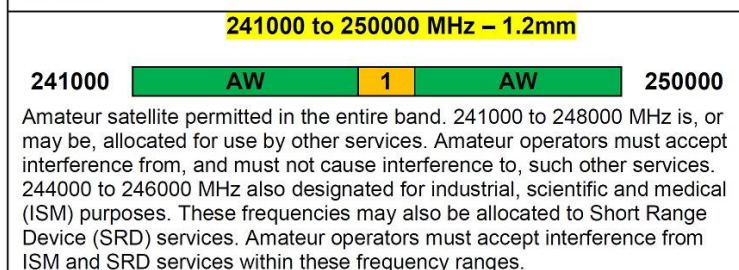 241000 to 250000 MHz – 1.2mm
241000 AW 1 AW 250000
Amateur satellite permitted in the entire band. 241000 to 248000 MHz is, or
may be, allocated for use by other services. Amateur operators must accept
interference from, and must not cause interference to, such other services.
244000 to 246000 MHz also designated for industrial, scientific and medical
(ISM) purposes. These frequencies may also be allocated to Short Range
Device (SRD) services. Amateur operators must accept interference from
ISM and SRD services within these frequency ranges.